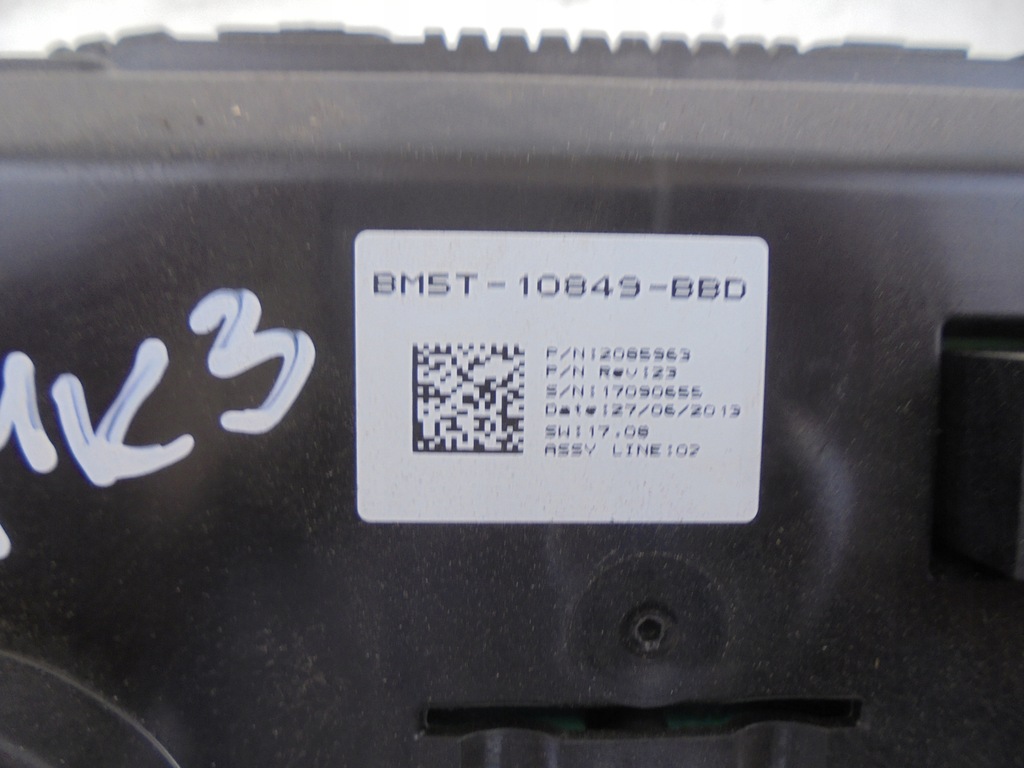 BM5T-10849-BBD
P/N:12085963
P/N Rev:23
S/N:17090655
Date:27/06/2013
SW:17.08
ASSY LINE:02
MK3